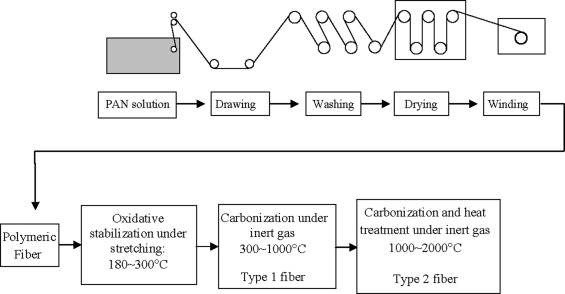 PAN solution
Drawing
Washing
Drying
Winding
Polymeric
Fiber
Oxidative
stabilization under
stretching:
180~300°C
Carbonization under
inert gas
300~1000°C
Type 1 fiber
Carbonization and heat
treatment under inert gas
1000~2000°C
Type 2 fiber